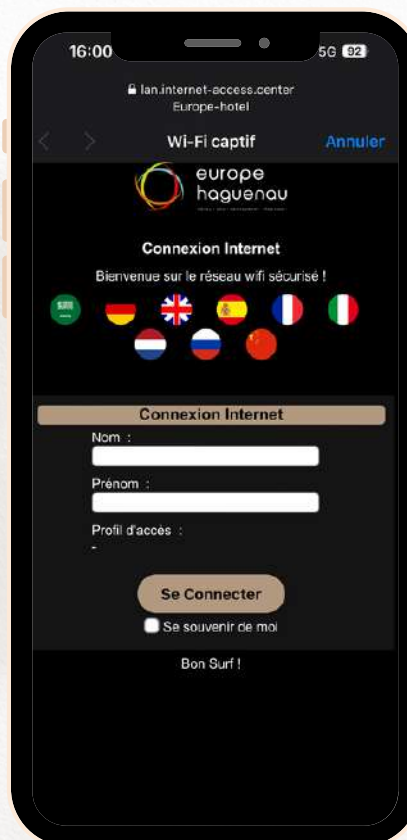 16:00
5G 92
lan.internet-access.center
Europe-hotel
Wi-Fi captif
Annuler
europe
haguenau
Connexion Internet
Bienvenue sur le réseau wifi sécurisé !
Connexion Internet
Nom :
Prénom :
Profil d'accès :
-
Se Connecter
Se souvenir de moi
Bon Surf !